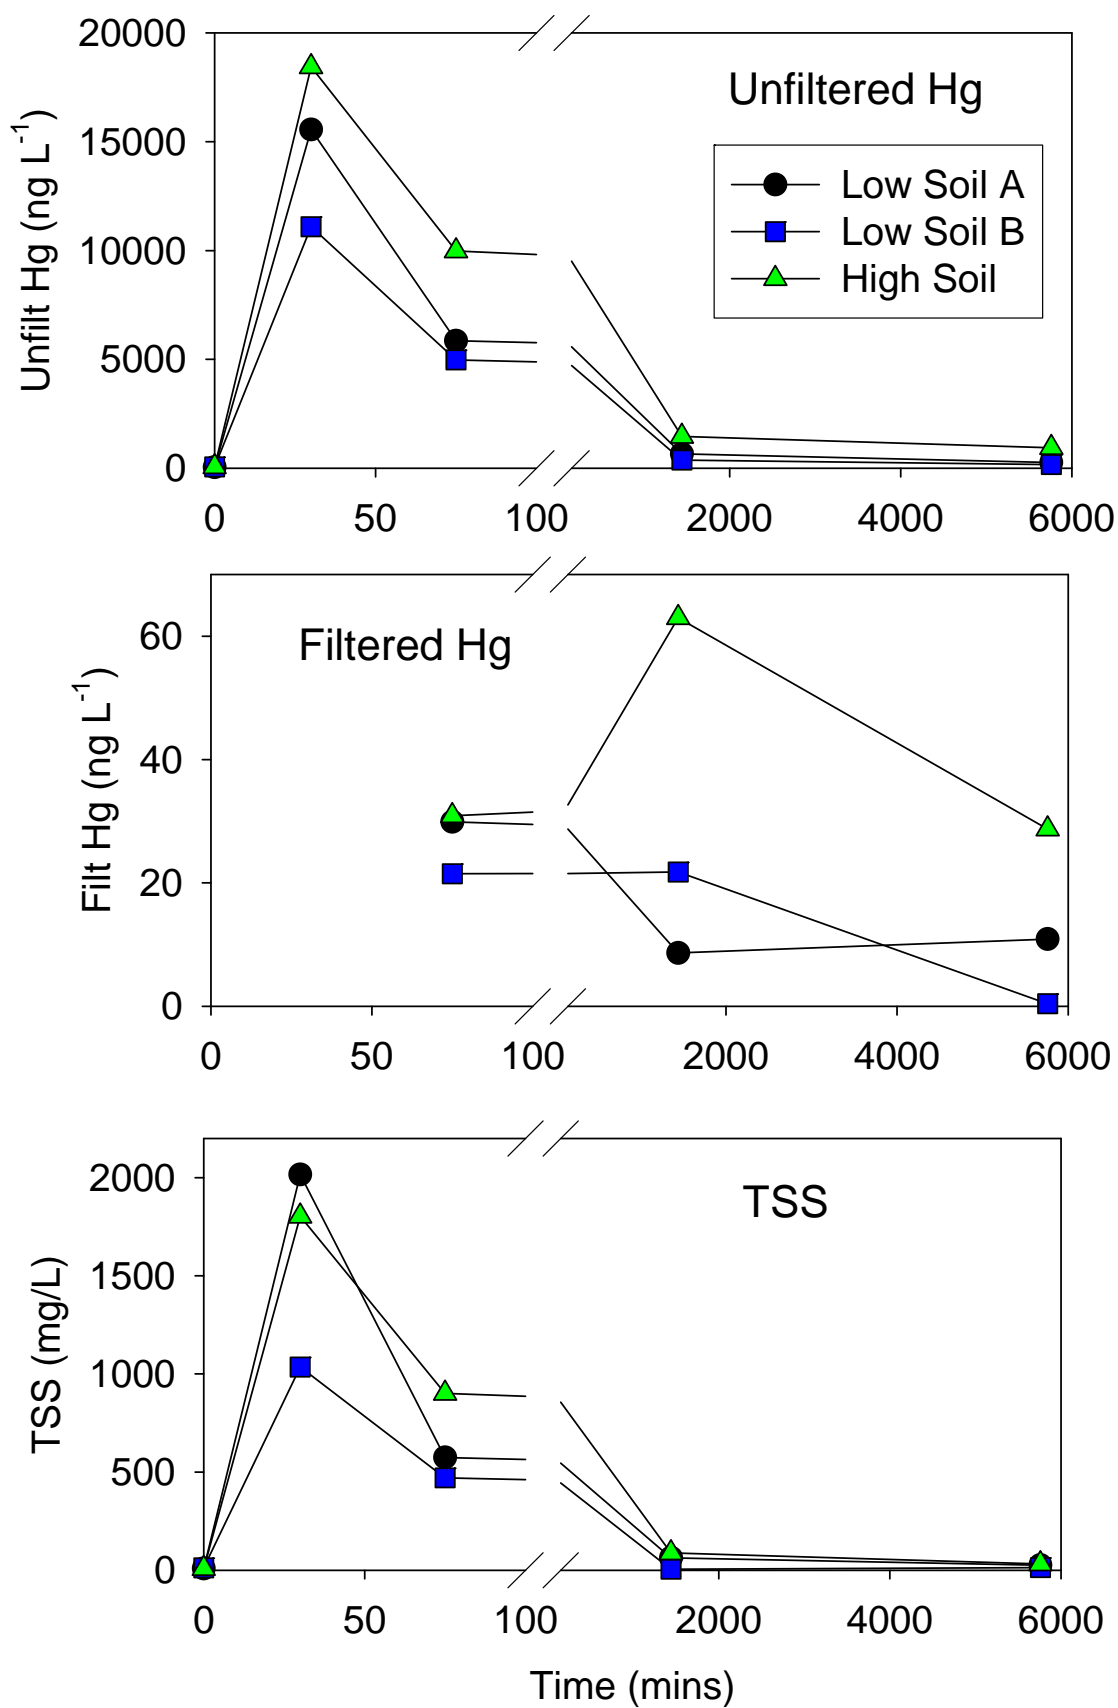 20000
Unfiltered Hg
15000
Low Soil A
Low Soil B
High Soil
10000
5000
0
Unfilt Hg (ng L⁻¹)
0 50 100 2000 4000 6000
Filtered Hg
60
40
20
0
Filt Hg (ng L⁻¹)
0 50 100 2000 4000 6000
TSS
2000
1500
1000
500
0
TSS (mg/L)
0 50 100 2000 4000 6000
Time (mins)